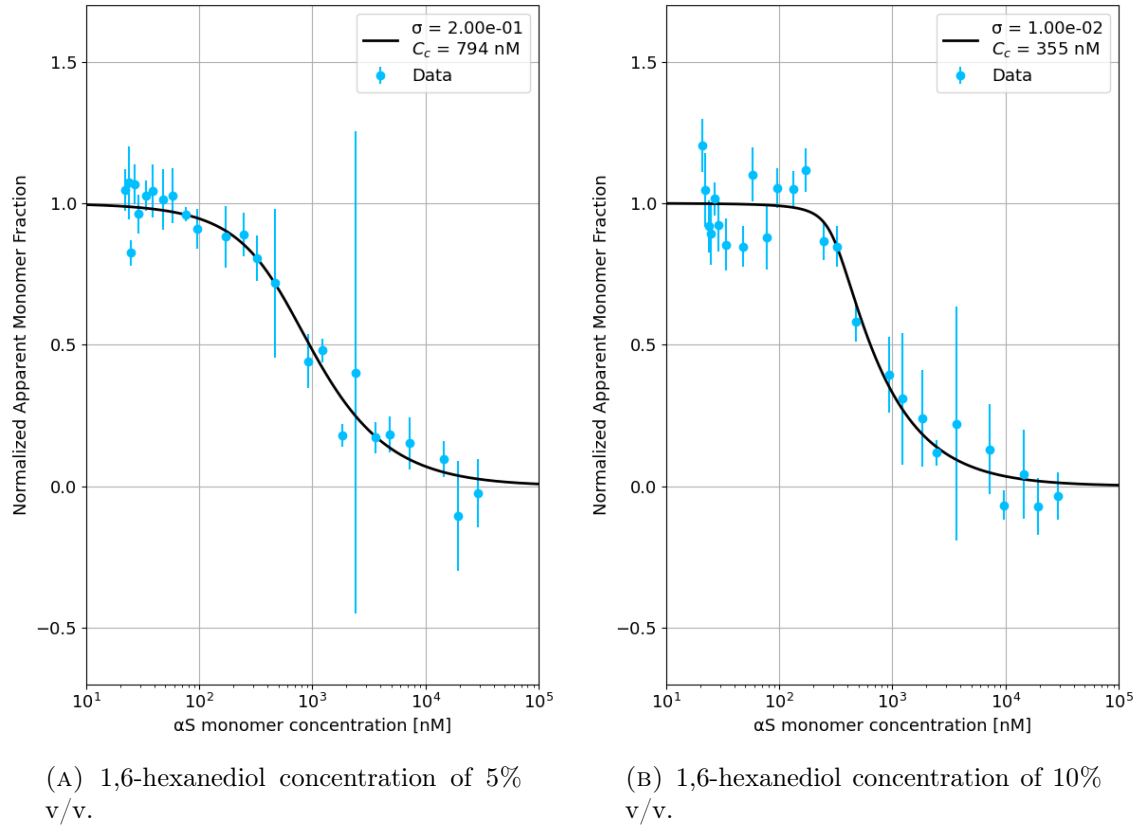 σ = 2.00e-01
C_c = 794 nM
Data
Normalized Apparent Monomer Fraction
1.5
1.0
0.5
0.0
−0.5
10^1
10^2
10^3
10^4
10^5
αS monomer concentration [nM]
(A) 1,6-hexanediol concentration of 5%
v/v.
σ = 1.00e-02
C_c = 355 nM
Data
Normalized Apparent Monomer Fraction
1.5
1.0
0.5
0.0
−0.5
10^1
10^2
10^3
10^4
10^5
αS monomer concentration [nM]
(B) 1,6-hexanediol concentration of 10%
v/v.